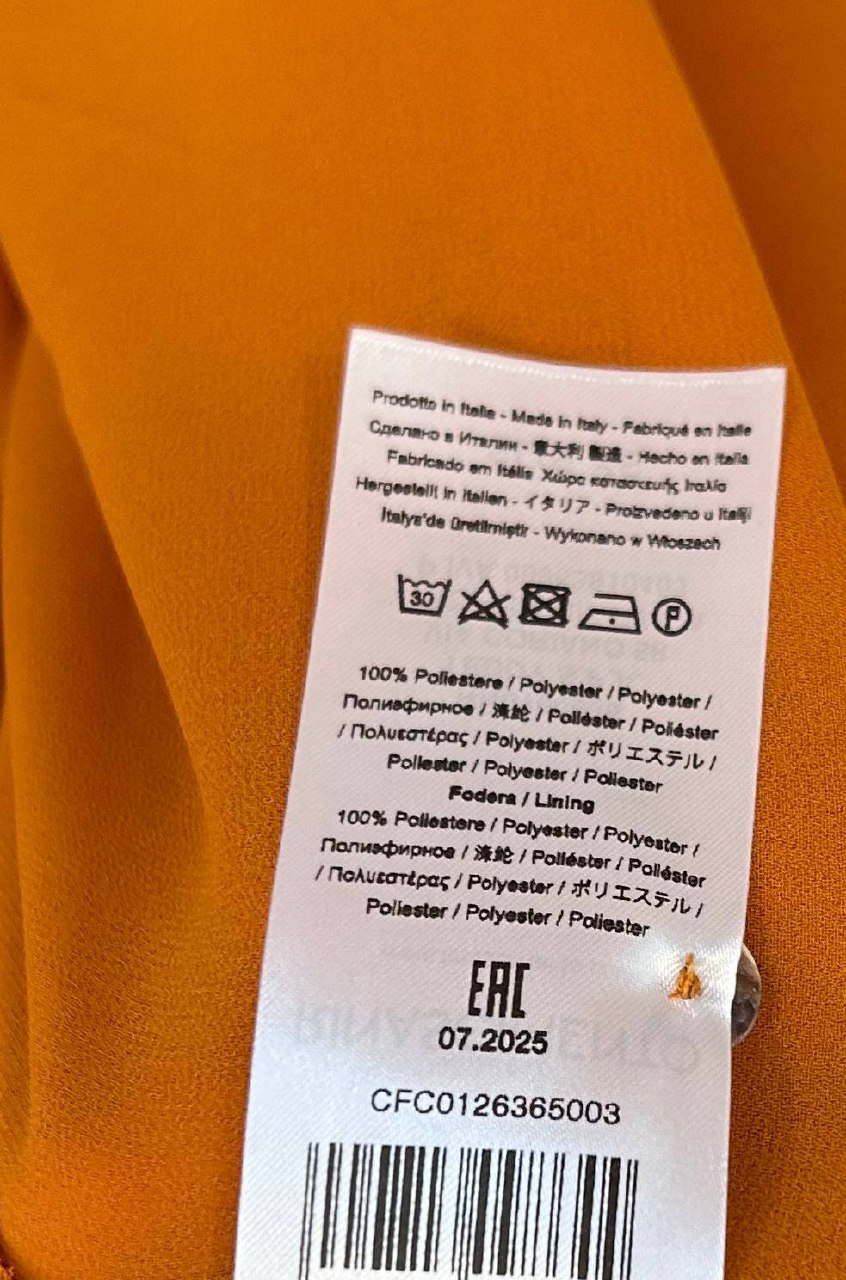 Prodotto in Italia - Made in Italy - Fabriqué en Italie
Сделано в Италии - 意大利 製造 - Hecho en Italia
Fabricado em Itália Χώρα κατασκευής Ιταλία
Hergestellt in Italien - イタリア - Proizvedeno u Italiji
Italya'de üretilmiştir - Wykonano w Włoszech
30 P
100% Poliestere / Polyester / Polyester /
Полиэфирное / 涤纶 / Poliéster / Poliéster
/ Πολυεστέρας / Polyester / ポリエステル /
Poliester / Polyester / Poliester
Fodera / Lining
100% Poliestere / Polyester / Polyester /
Полиэфирное / 涤纶 / Poliéster / Poliéster
/ Πολυεστέρας / Polyester / ポリエステル /
Poliester / Polyester / Poliester
EAC
07.2025
CFC0126365003